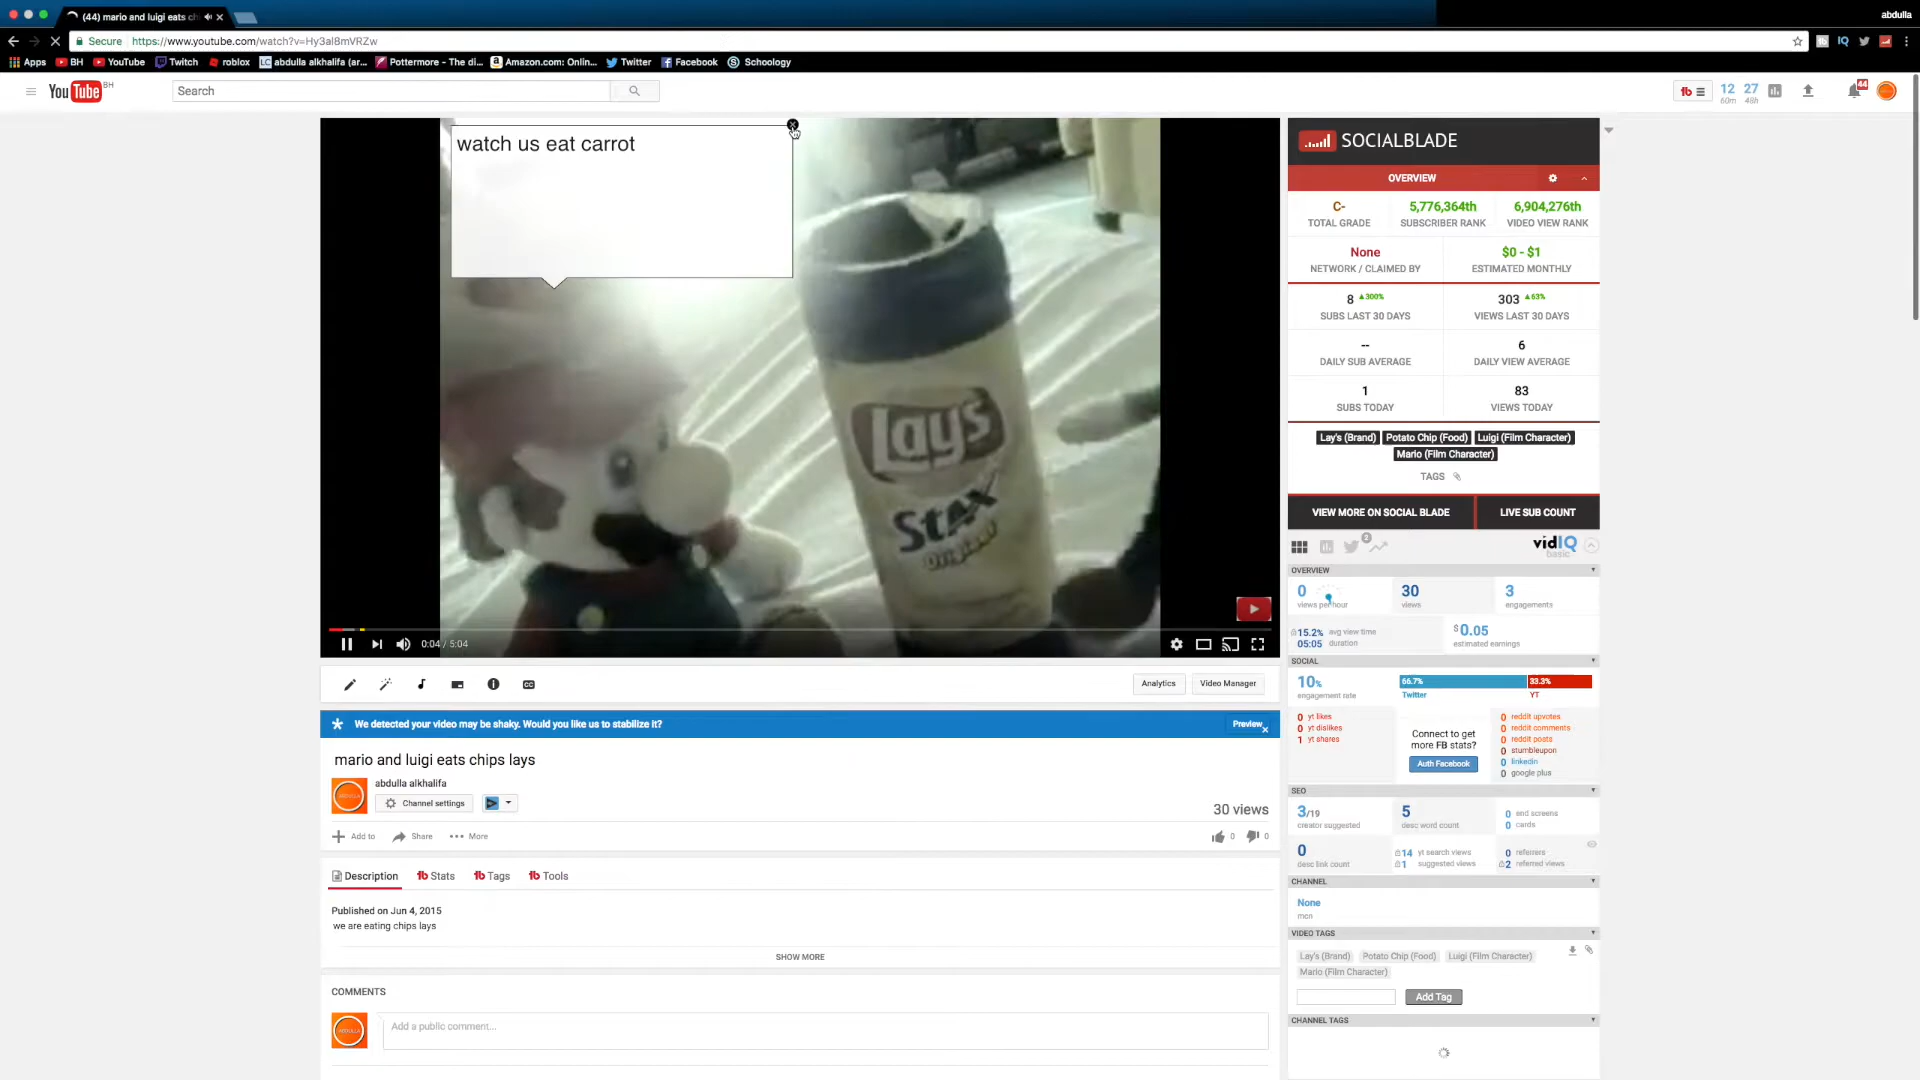 (44) mario and luigi eats ch
abdulla
Secure https://www.youtube.com/watch?v=Hy3al8mVRZw
IQ
Apps BH YouTube Twitch roblox LC abdulla alkhalifa (ar... Pottermore - The di... Amazon.com: Onlin... Twitter Facebook Schoology
YouTube BH
Search
12 60m 27 48h
44
watch us eat carrot
Lay's
STAX
Original
0:04 / 5:04
Analytics Video Manager
We detected your video may be shaky. Would you like us to stabilize it? Preview
mario and luigi eats chips lays
abdulla alkhalifa
Channel settings
30 views
Add to Share More 0 0
Description Stats Tags Tools
Published on Jun 4, 2015
we are eating chips lays
SHOW MORE
COMMENTS
Add a public comment...
SOCIALBLADE
OVERVIEW
C- 5,776,364th 6,904,276th
TOTAL GRADE SUBSCRIBER RANK VIDEO VIEW RANK
None $0 - $1
NETWORK / CLAIMED BY ESTIMATED MONTHLY
8 ▲300% 303 ▲63%
SUBS LAST 30 DAYS VIEWS LAST 30 DAYS
-- 6
DAILY SUB AVERAGE DAILY VIEW AVERAGE
1 83
SUBS TODAY VIEWS TODAY
Lay's (Brand) Potato Chip (Food) Luigi (Film Character)
Mario (Film Character)
TAGS
VIEW MORE ON SOCIAL BLADE LIVE SUB COUNT
2
vidIQ
basic
OVERVIEW
0 30 3
views per hour views engagements
15.2% avg view time
05:05 duration
$0.05
estimated earnings
SOCIAL
10% 66.7% 33.3%
engagement rate Twitter YT
0 yt likes
0 yt dislikes
1 yt shares
Connect to get
more FB stats?
Auth Facebook
0 reddit upvotes
0 reddit comments
0 reddit posts
0 stumbleupon
0 linkedin
0 google plus
SEO
3/19 5
creator suggested desc word count
0 end screens
0 cards
0
desc link count
14 yt search views
1 suggested views
0 referrers
2 referred views
CHANNEL
None
mcn
VIDEO TAGS
Lay's (Brand) Potato Chip (Food) Luigi (Film Character)
Mario (Film Character)
Add Tag
CHANNEL TAGS